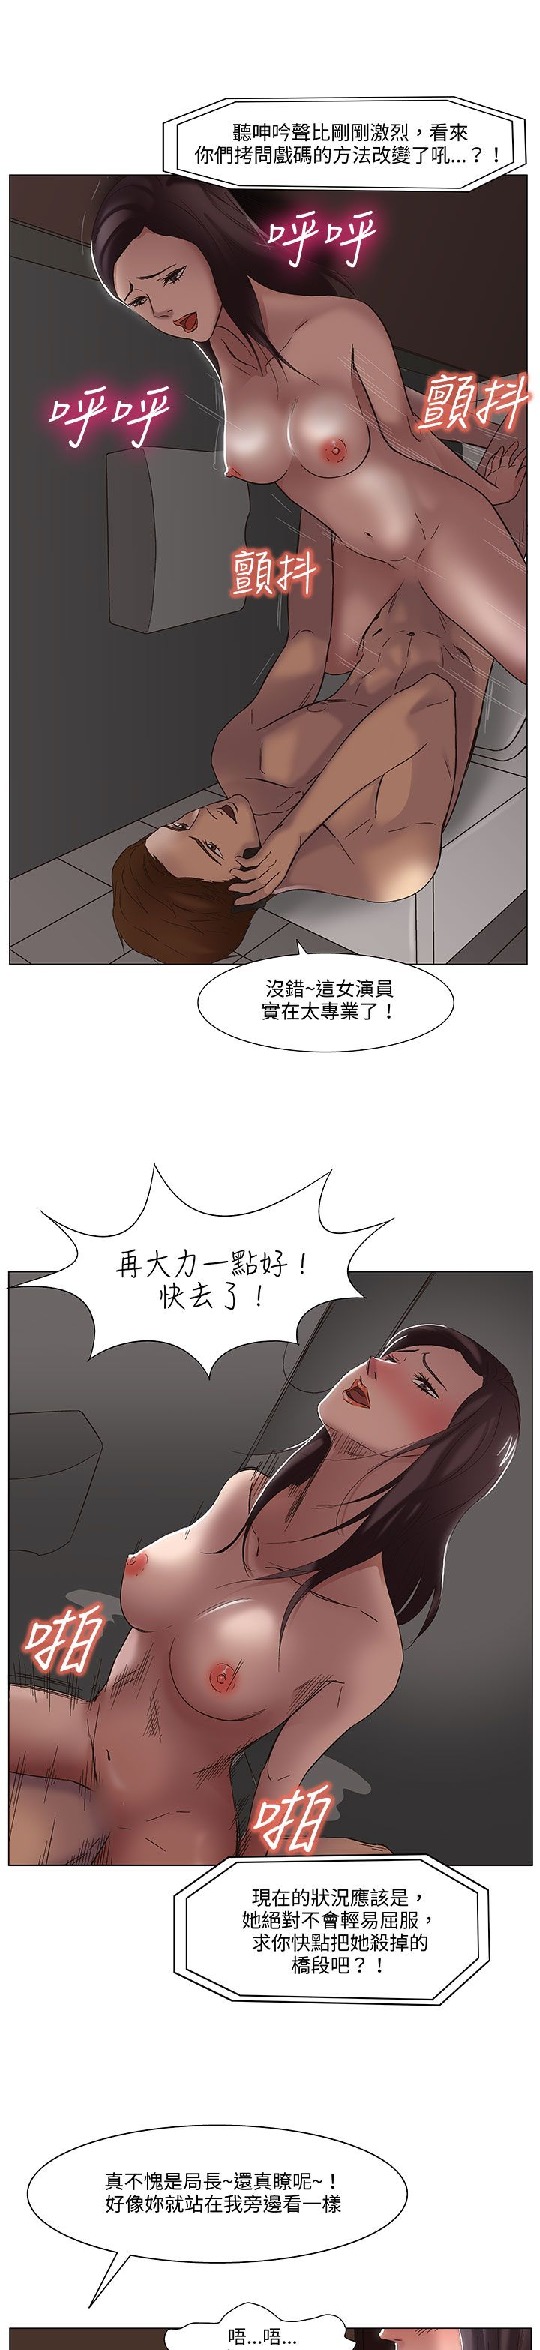 聽呻吟聲比剛剛激烈，看來
你們拷問戲碼的方法改變了吼...？！
呼呼
呼呼
顫抖
顫抖
沒錯~這女演員
實在太專業了！
再大力一點好！
快去了！
啪
啪
現在的狀況應該是，
她絕對不會輕易屈服，
求你快點把她殺掉的
橋段吧？！
真不愧是局長~還真瞭呢~！
好像妳就站在我旁邊看一樣
唔...唔...